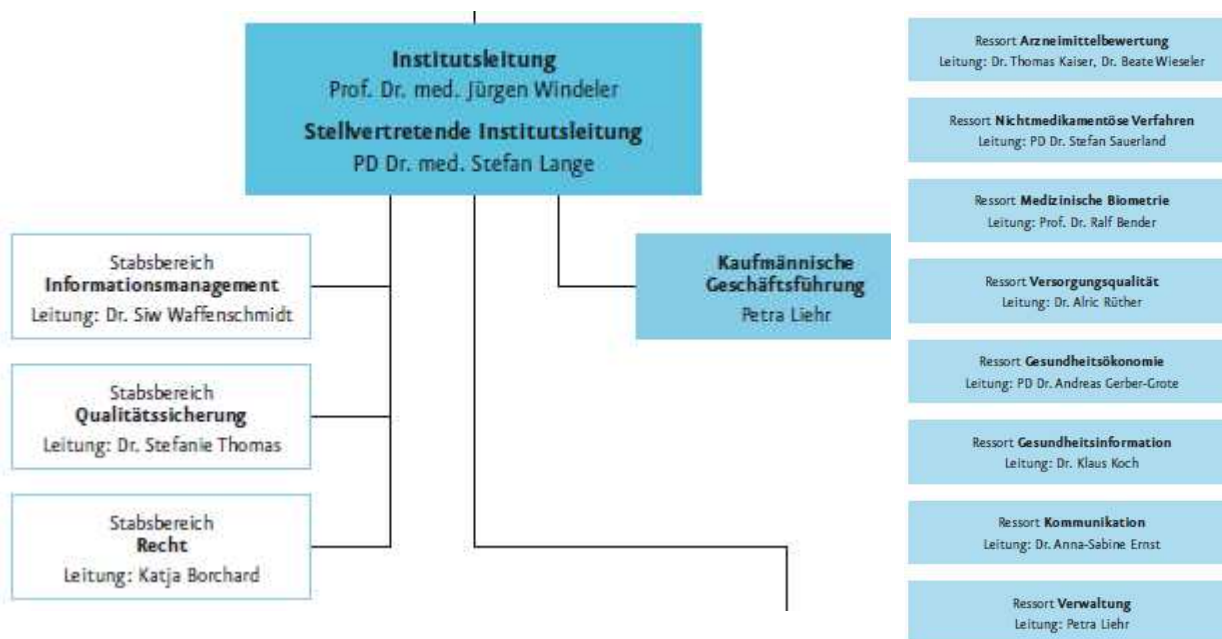 Institutsleitung
Prof. Dr. med. Jürgen Windeler
Stellvertretende Institutsleitung
PD Dr. med. Stefan Lange
Stabsbereich
Informationsmanagement
Leitung: Dr. Siw Waffenschmidt
Kaufmännische
Geschäftsführung
Petra Liehr
Stabsbereich
Qualitätssicherung
Leitung: Dr. Stefanie Thomas
Stabsbereich
Recht
Leitung: Katja Borchard
Ressort Arzneimittelbewertung
Leitung: Dr. Thomas Kaiser, Dr. Beate Wieseler
Ressort Nichtmedikamentöse Verfahren
Leitung: PD Dr. Stefan Sauerland
Ressort Medizinische Biometrie
Leitung: Prof. Dr. Ralf Bender
Ressort Versorgungsqualität
Leitung: Dr. Alric Rüther
Ressort Gesundheitsökonomie
Leitung: PD Dr. Andreas Gerber-Grote
Ressort Gesundheitsinformation
Leitung: Dr. Klaus Koch
Ressort Kommunikation
Leitung: Dr. Anna-Sabine Ernst
Ressort Verwaltung
Leitung: Petra Liehr